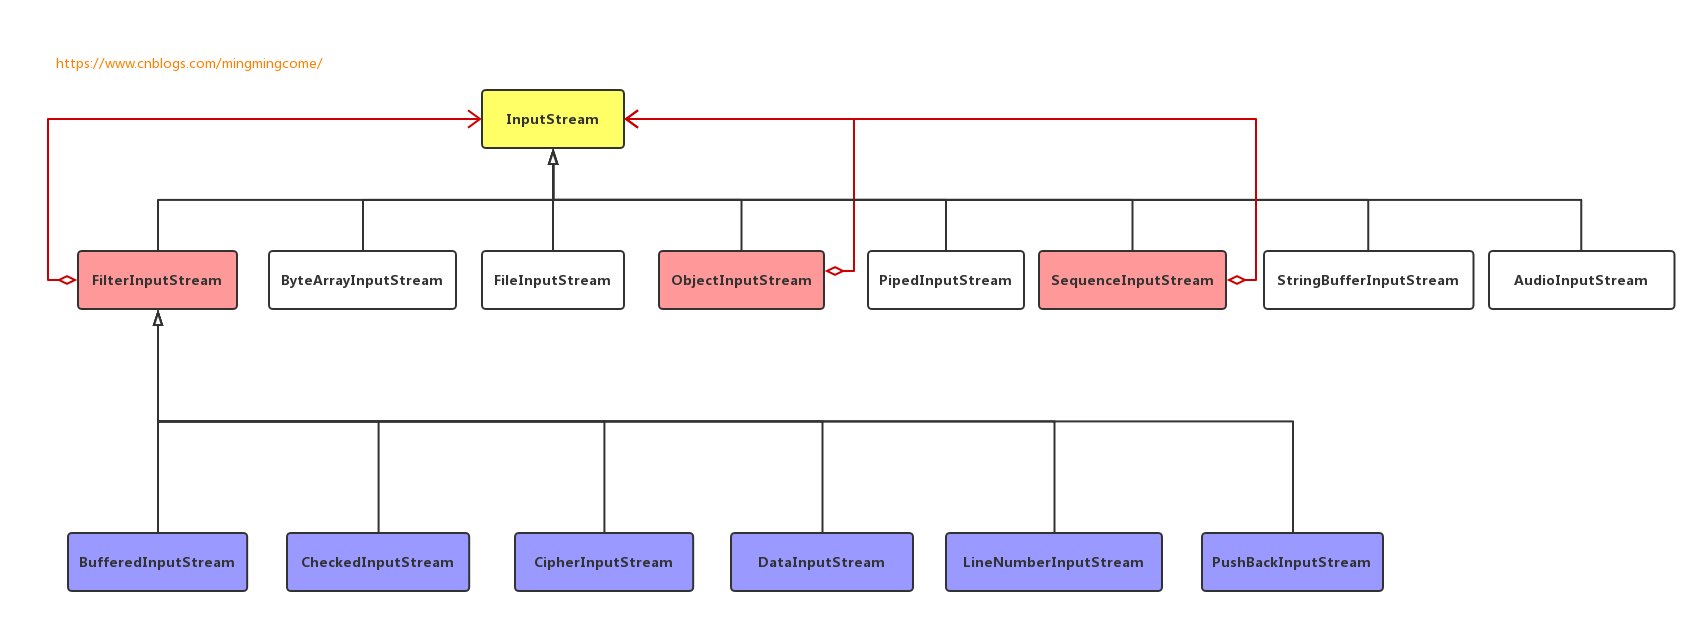 https://www.cnblogs.com/mingmingcome/
InputStream
FilterInputStream
ByteArrayInputStream
FileInputStream
ObjectInputStream
PipedInputStream
SequenceInputStream
StringBufferInputStream
AudioInputStream
BufferedInputStream
CheckedInputStream
CipherInputStream
DataInputStream
LineNumberInputStream
PushBackInputStream